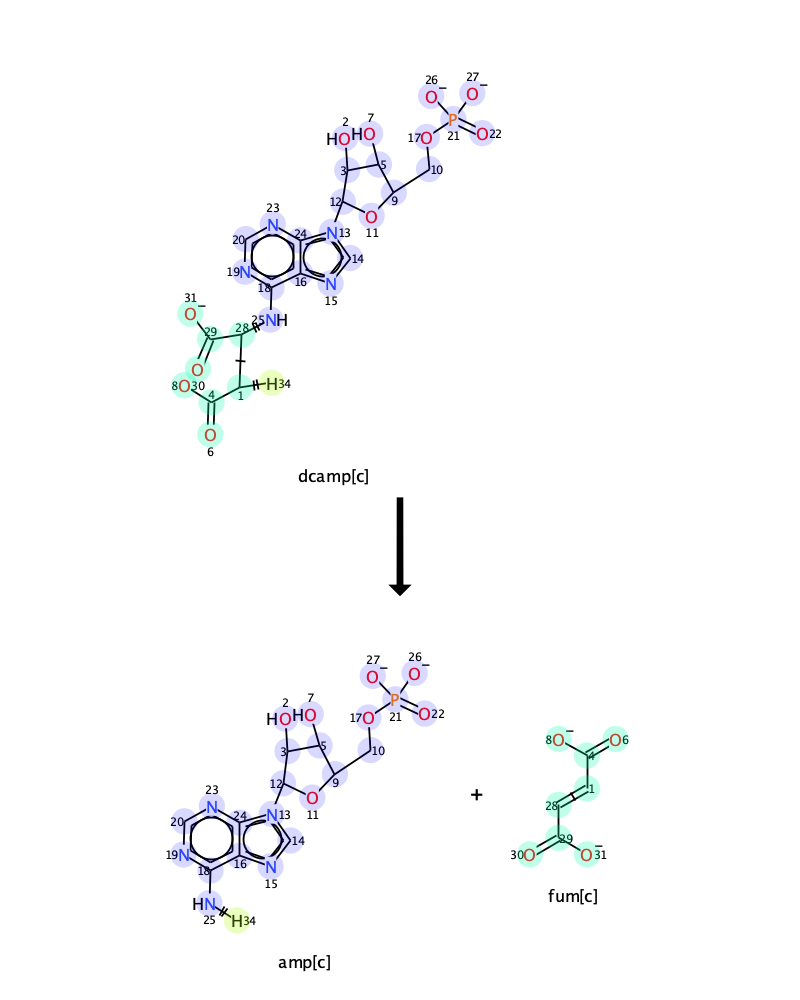 26 27
O− O−
2 7
HO HO 17O P O22
21
3 5 10
23 12 9
N O
20 24 N13 11
19N 14
16 N
18 15
31 25NH
O− 28
29
O
8O30 H34
4 1
O
6
dcamp[c]
27 26
O− O−
2 7
HO HO 17O P O22
21
3 5 10
23 12 9
N O
20 24 N13 11
19N 14
16 N
18 15
HN
25 H34
amp[c]
+
8O− O6
4
1
28
29
30O O−31
fum[c]